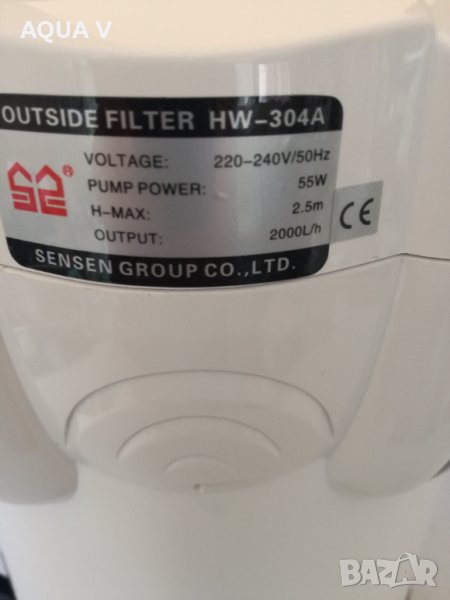 AQUA V
OUTSIDE FILTER HW-304A
VOLTAGE: 220-240V/50Hz
PUMP POWER: 55W
H-MAX: 2.5m
OUTPUT: 2000L/h
CE
SENSEN GROUP CO.,LTD.
BAZAR